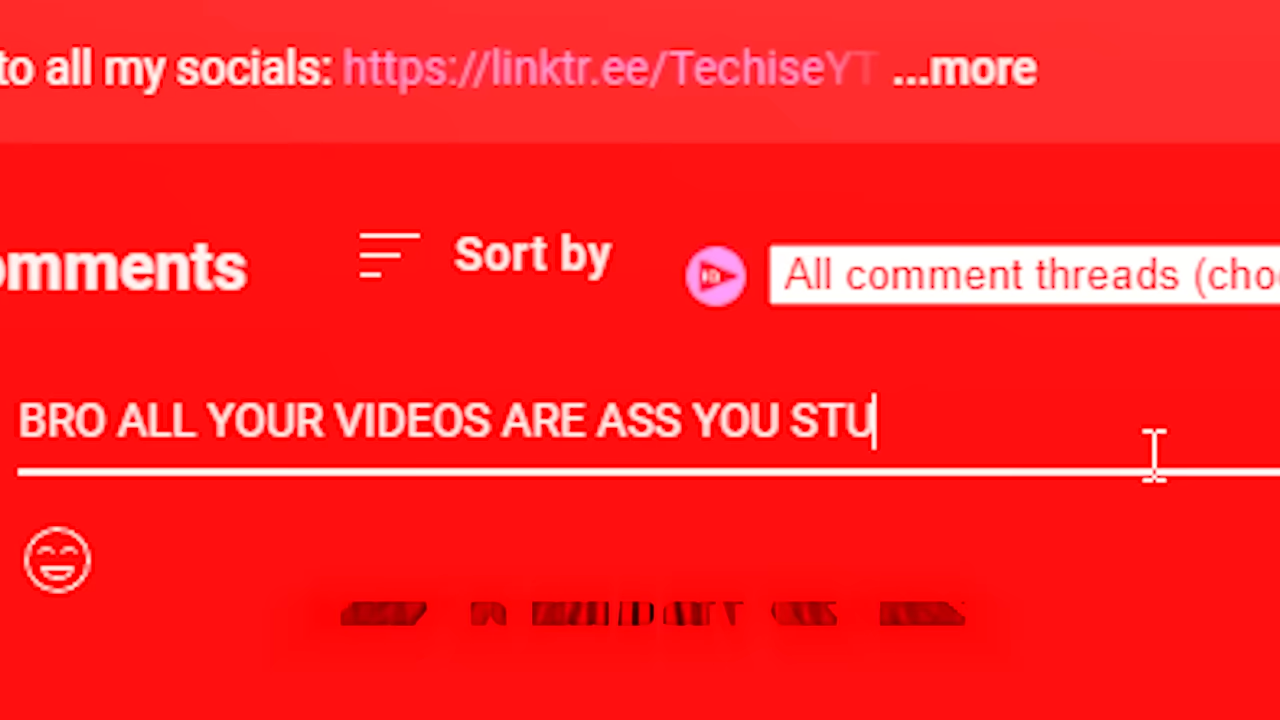 to all my socials: https://linktr.ee/TechiseYT ...more
omments
Sort by
All comment threads (cho
BRO ALL YOUR VIDEOS ARE ASS YOU STU